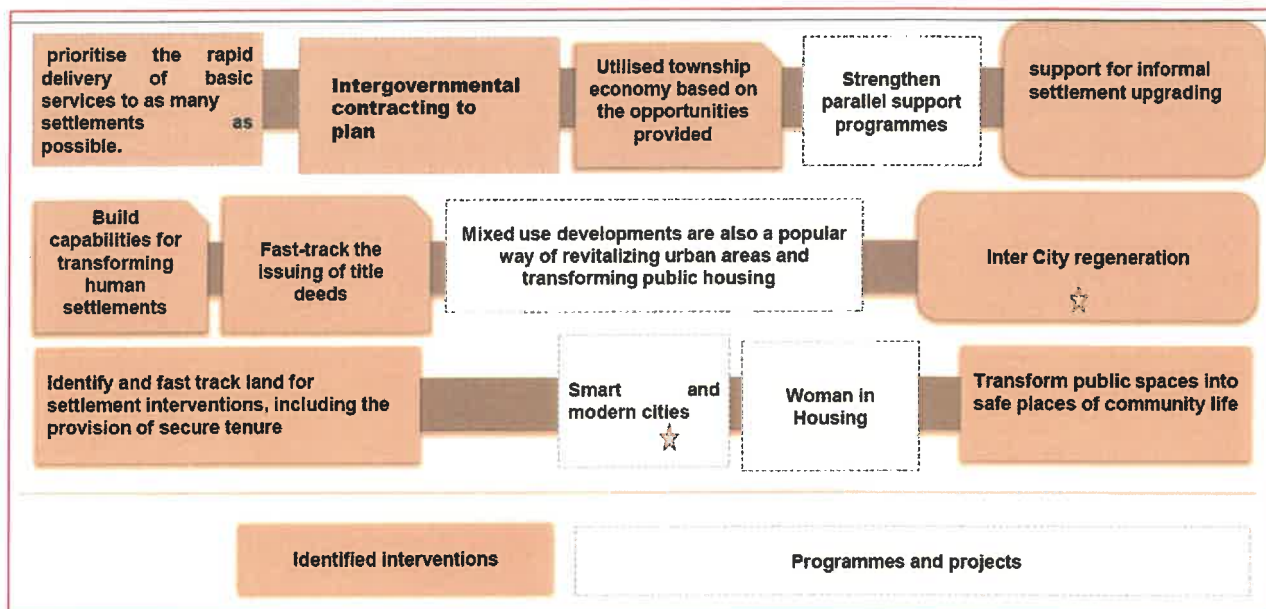 prioritise the rapid
delivery of basic
services to as many
settlements as
possible.
Intergovernmental
contracting to
plan
Utilised township
economy based on
the opportunities
provided
Strengthen
parallel support
programmes
support for informal
settlement upgrading
Build
capabilities for
transforming
human
settlements
Fast-track the
issuing of title
deeds
Mixed use developments are also a popular
way of revitalizing urban areas and
transforming public housing
Inter City regeneration
Identify and fast track land for
settlement interventions, including the
provision of secure tenure
Smart and
modern cities
Woman in
Housing
Transform public spaces into
safe places of community life
Identified interventions
Programmes and projects